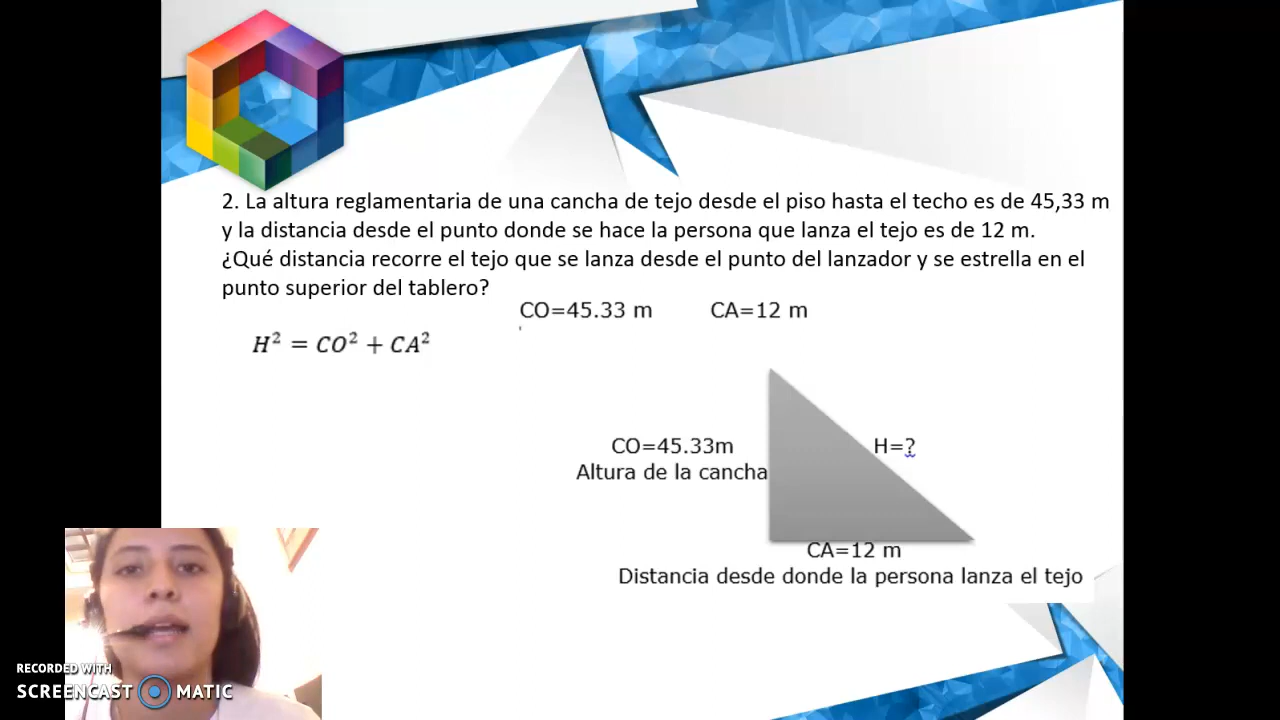 2. La altura reglamentaria de una cancha de tejo desde el piso hasta el techo es de 45,33 m
y la distancia desde el punto donde se hace la persona que lanza el tejo es de 12 m.
¿Qué distancia recorre el tejo que se lanza desde el punto del lanzador y se estrella en el
punto superior del tablero?
CO=45.33 m CA=12 m
H² = CO² + CA²
CO=45.33m H=?
Altura de la cancha
CA=12 m
Distancia desde donde la persona lanza el tejo
RECORDED WITH
SCREENCAST MATIC